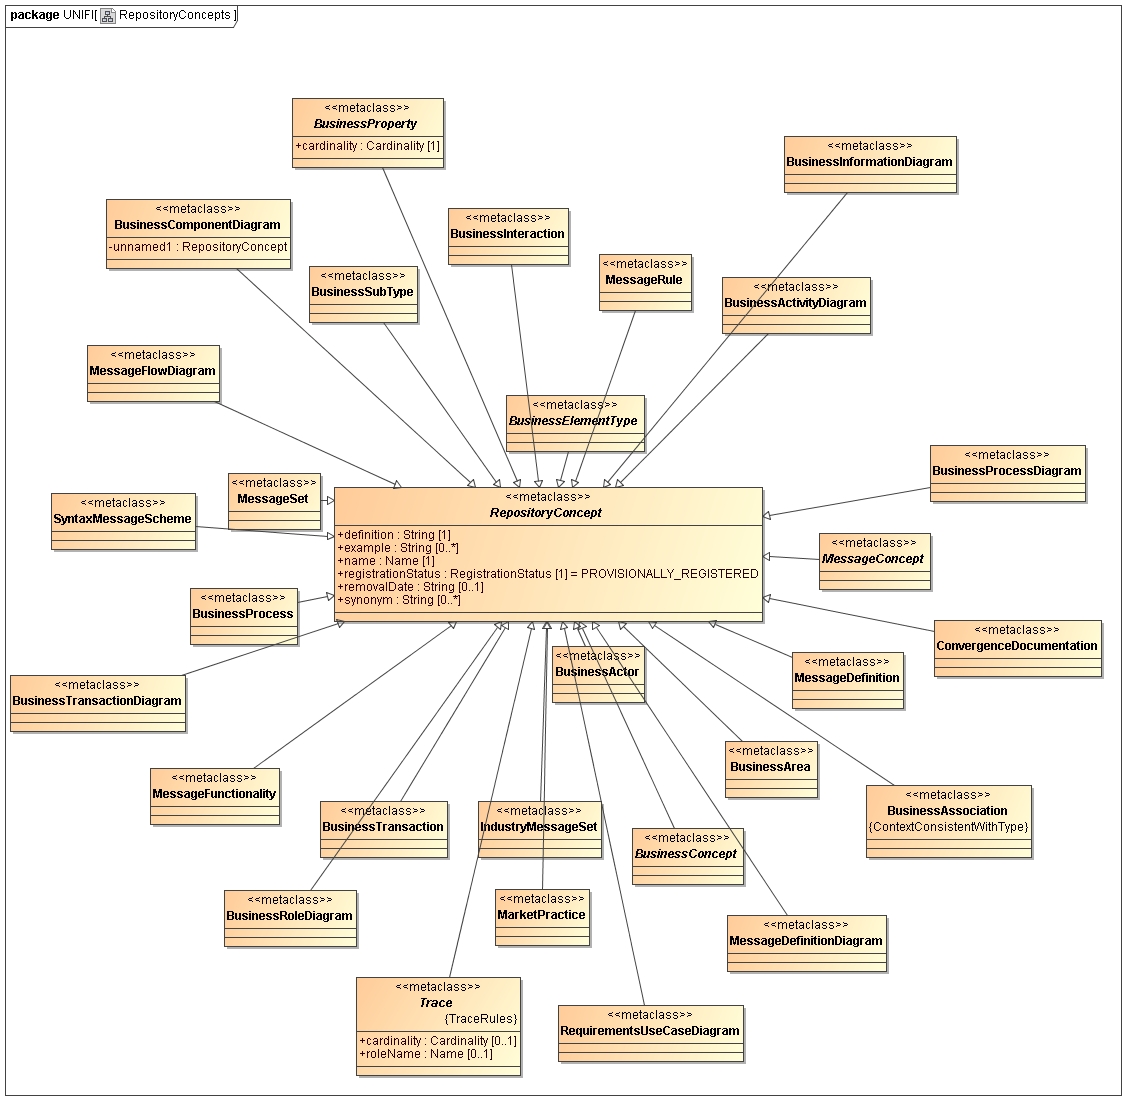 package UNIFI[ RepositoryConcepts ]
<<metaclass>>
BusinessProperty
+cardinality : Cardinality [1]
<<metaclass>>
BusinessInformationDiagram
<<metaclass>>
BusinessComponentDiagram
-unnamed1 : RepositoryConcept
<<metaclass>>
BusinessInteraction
<<metaclass>>
MessageRule
<<metaclass>>
BusinessSubType
<<metaclass>>
BusinessActivityDiagram
<<metaclass>>
MessageFlowDiagram
<<metaclass>>
BusinessElementType
<<metaclass>>
BusinessProcessDiagram
<<metaclass>>
MessageSet
<<metaclass>>
SyntaxMessageScheme
<<metaclass>>
RepositoryConcept
+definition : String [1]
+example : String [0..*]
+name : Name [1]
+registrationStatus : RegistrationStatus [1] = PROVISIONALLY_REGISTERED
+removalDate : String [0..1]
+synonym : String [0..*]
<<metaclass>>
MessageConcept
<<metaclass>>
BusinessProcess
<<metaclass>>
ConvergenceDocumentation
<<metaclass>>
BusinessActor
<<metaclass>>
MessageDefinition
<<metaclass>>
BusinessTransactionDiagram
<<metaclass>>
BusinessArea
<<metaclass>>
MessageFunctionality
<<metaclass>>
BusinessAssociation
{ContextConsistentWithType}
<<metaclass>>
BusinessTransaction
<<metaclass>>
IndustryMessageSet
<<metaclass>>
BusinessConcept
<<metaclass>>
BusinessRoleDiagram
<<metaclass>>
MarketPractice
<<metaclass>>
MessageDefinitionDiagram
<<metaclass>>
Trace
{TraceRules}
+cardinality : Cardinality [0..1]
+roleName : Name [0..1]
<<metaclass>>
RequirementsUseCaseDiagram